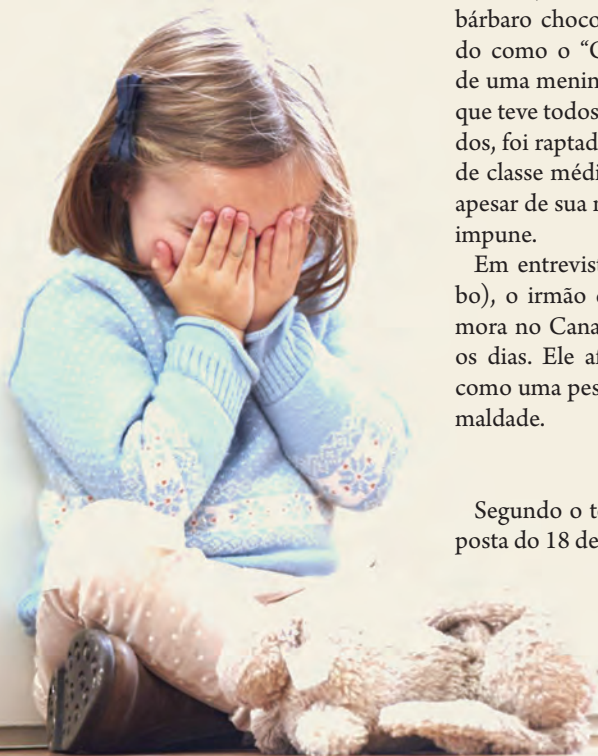 bárbaro choco
do como o “C
de uma menin
que teve todos
dos, foi raptad
de classe médi
apesar de sua
impune.
Em entrevist
bo), o irmão
mora no Cana
os dias. Ele af
como uma pes
maldade.
Segundo o t
posta do 18 de